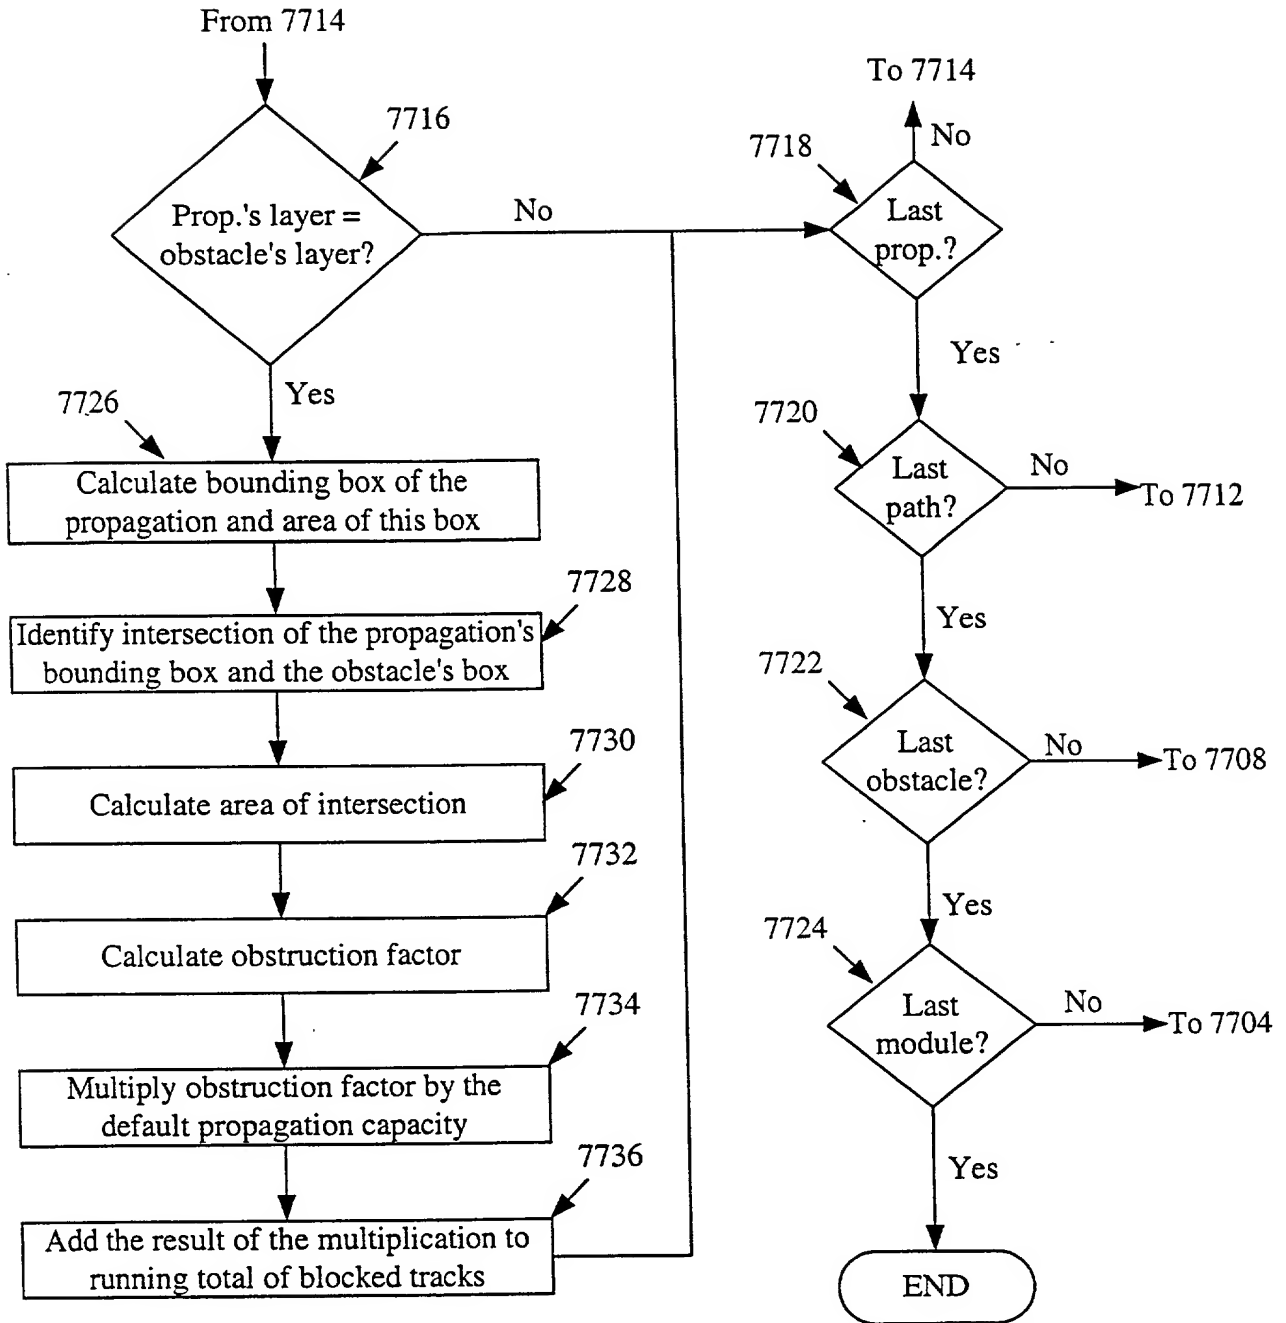 From 7714
7716
Prop.'s layer =
obstacle's layer?
No
Yes
7726
Calculate bounding box of the
propagation and area of this box
7728
Identify intersection of the propagation's
bounding box and the obstacle's box
7730
Calculate area of intersection
7732
Calculate obstruction factor
7734
Multiply obstruction factor by the
default propagation capacity
7736
Add the result of the multiplication to
running total of blocked tracks
To 7714
No
7718
Last
prop.?
Yes
7720
Last
path?
No
To 7712
Yes
7722
Last
obstacle?
No
To 7708
Yes
7724
Last
module?
No
To 7704
Yes
END